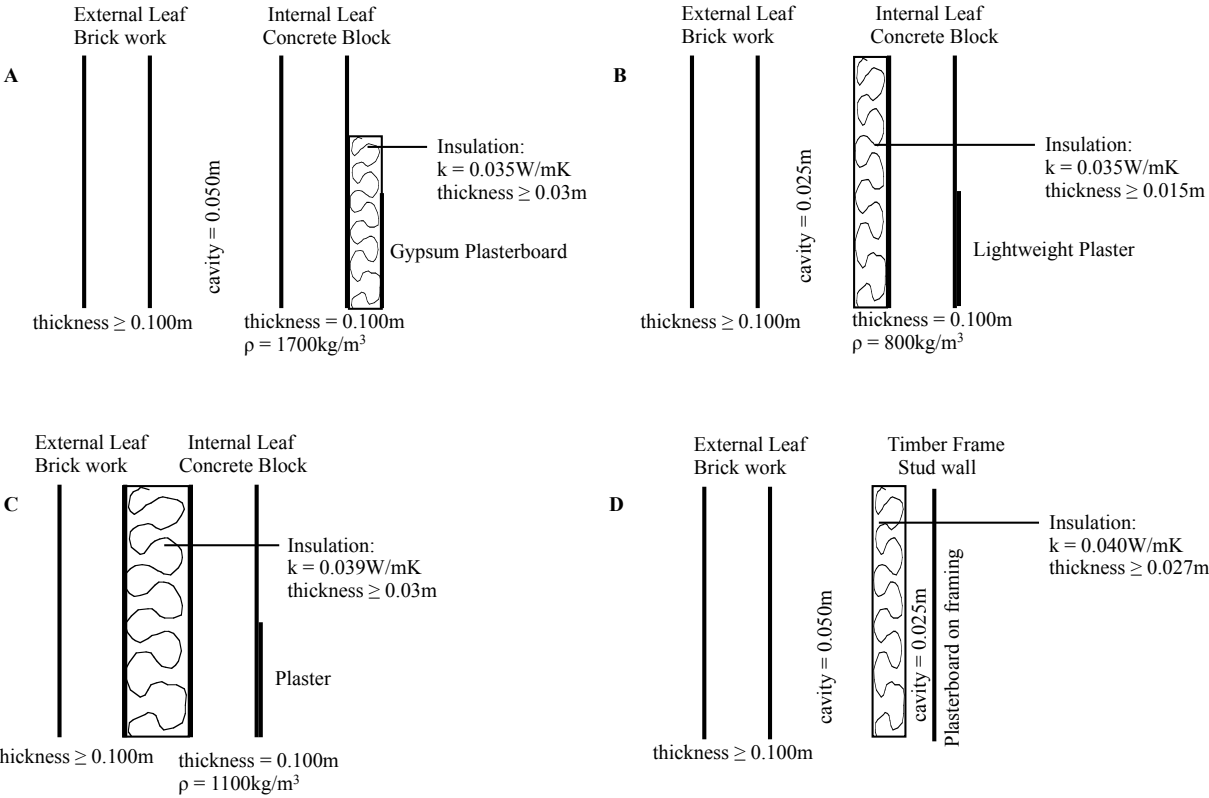 A
External Leaf
Brick work
Internal Leaf
Concrete Block
cavity = 0.050m
Insulation:
k = 0.035W/mK
thickness ≥ 0.03m
Gypsum Plasterboard
thickness ≥ 0.100m
thickness = 0.100m
ρ = 1700kg/m³
B
External Leaf
Brick work
Internal Leaf
Concrete Block
cavity = 0.025m
Insulation:
k = 0.035W/mK
thickness ≥ 0.015m
Lightweight Plaster
thickness ≥ 0.100m
thickness = 0.100m
ρ = 800kg/m³
C
External Leaf
Brick work
Internal Leaf
Concrete Block
Insulation:
k = 0.039W/mK
thickness ≥ 0.03m
Plaster
hickness ≥ 0.100m
thickness = 0.100m
ρ = 1100kg/m³
D
External Leaf
Brick work
Timber Frame
Stud wall
cavity = 0.050m
cavity = 0.025m
Plasterboard on framing
Insulation:
k = 0.040W/mK
thickness ≥ 0.027m
thickness ≥ 0.100m